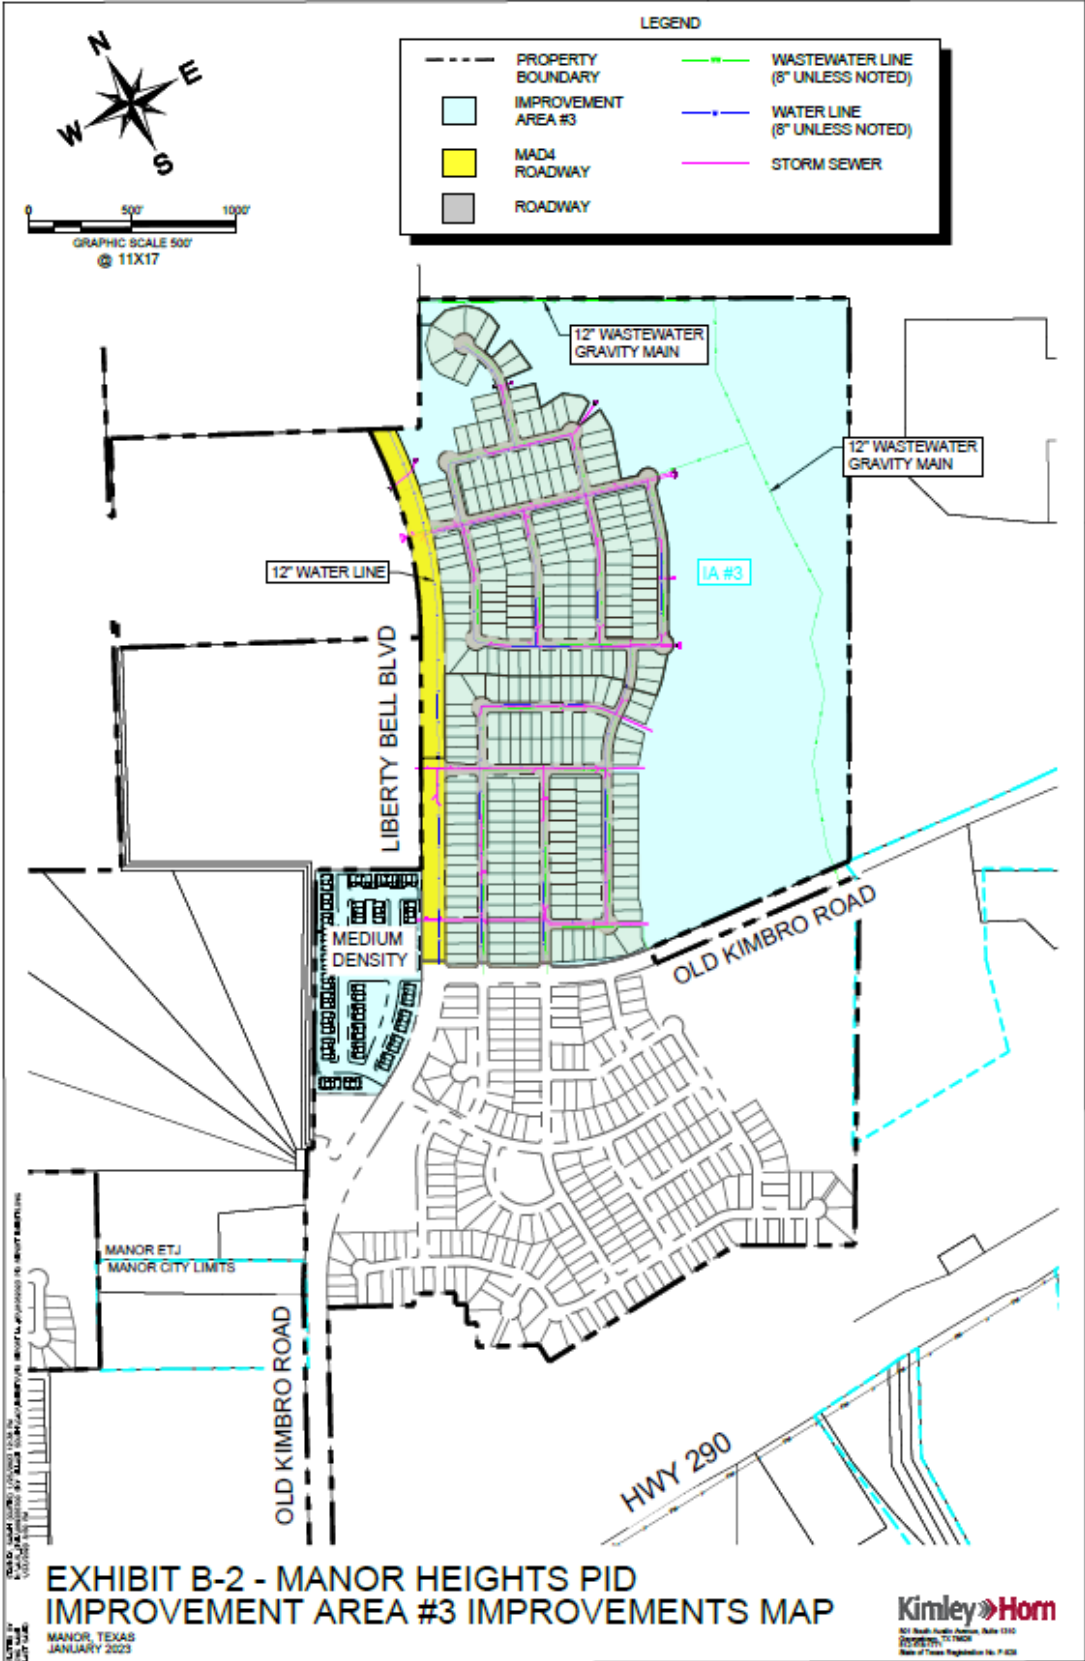 LEGEND
PROPERTY
BOUNDARY
IMPROVEMENT
AREA #3
MAD4
ROADWAY
ROADWAY
WASTEWATER LINE
(8" UNLESS NOTED)
WATER LINE
(8" UNLESS NOTED)
STORM SEWER
N
E
W
S
0 500' 1000'
GRAPHIC SCALE 500'
@ 11X17
12" WASTEWATER
GRAVITY MAIN
12" WASTEWATER
GRAVITY MAIN
12" WATER LINE
IA #3
LIBERTY BELL BLVD
MEDIUM
DENSITY
OLD KIMBRO ROAD
MANOR ETJ
MANOR CITY LIMITS
OLD KIMBRO ROAD
HWY 290
EXHIBIT B-2 - MANOR HEIGHTS PID
IMPROVEMENT AREA #3 IMPROVEMENTS MAP
MANOR, TEXAS
JANUARY 2023
Kimley»Horn